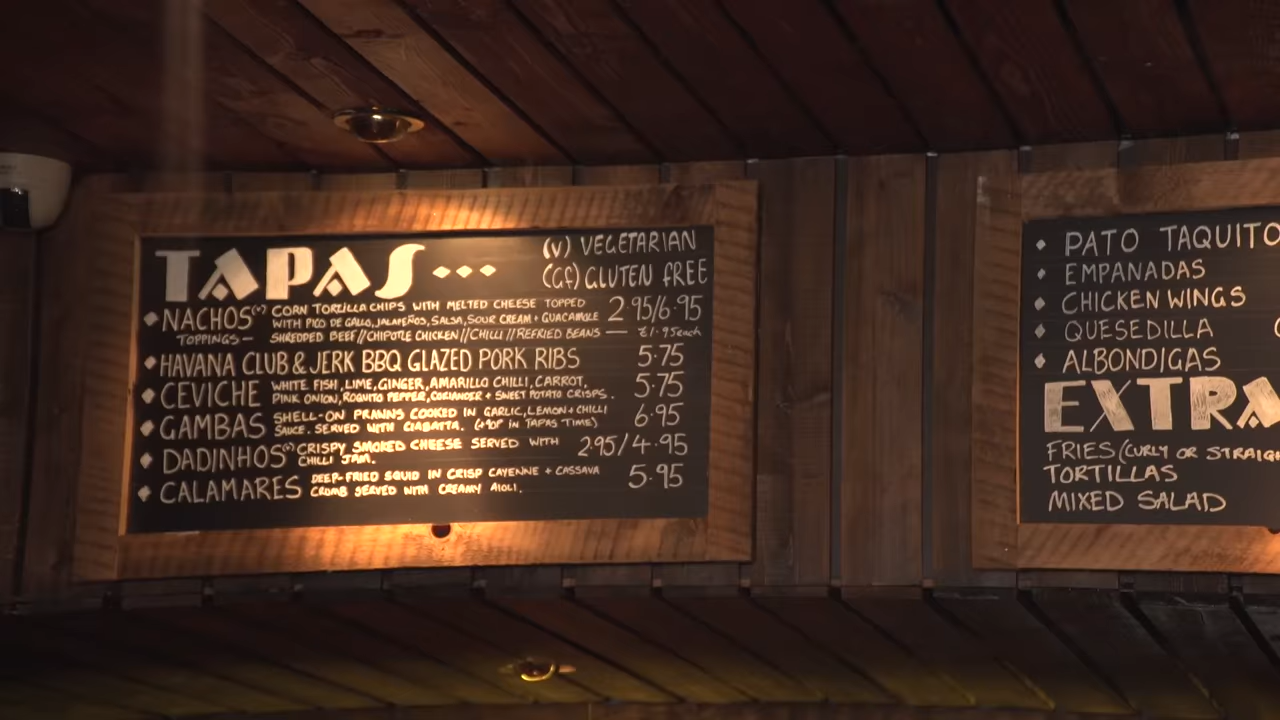 TAPAS...
(V) VEGETARIAN
(Gf) GLUTEN FREE
NACHOS(V) CORN TORTILLA CHIPS WITH MELTED CHEESE TOPPED
WITH PICO DE GALLO, JALAPEÑOS, SALSA, SOUR CREAM + GUACAMOLE 2.95/6.95
TOPPINGS — SHREDDED BEEF//CHIPOTLE CHICKEN//CHILLI//REFRIED BEANS — £1.95each
HAVANA CLUB & JERK BBQ GLAZED PORK RIBS 5.75
CEVICHE WHITE FISH, LIME, GINGER, AMARILLO CHILLI, CARROT,
PINK ONION, ROQUITO PEPPER, CORIANDER + SWEET POTATO CRISPS. 5.75
GAMBAS SHELL-ON PRAWNS COOKED IN GARLIC, LEMON + CHILLI
SAUCE. SERVED WITH CIABATTA. (+90P IN TAPAS TIME) 6.95
DADINHOS(V) CRISPY SMOKED CHEESE SERVED WITH
CHILLI JAM. 2.95/4.95
CALAMARES DEEP-FRIED SQUID IN CRISP CAYENNE + CASSAVA
CRUMB SERVED WITH CREAMY AIOLI. 5.95
PATO TAQUITO
EMPANADAS
CHICKEN WINGS
QUESEDILLA
ALBONDIGAS
EXTRA
FRIES (CURLY OR STRAIGH
TORTILLAS
MIXED SALAD